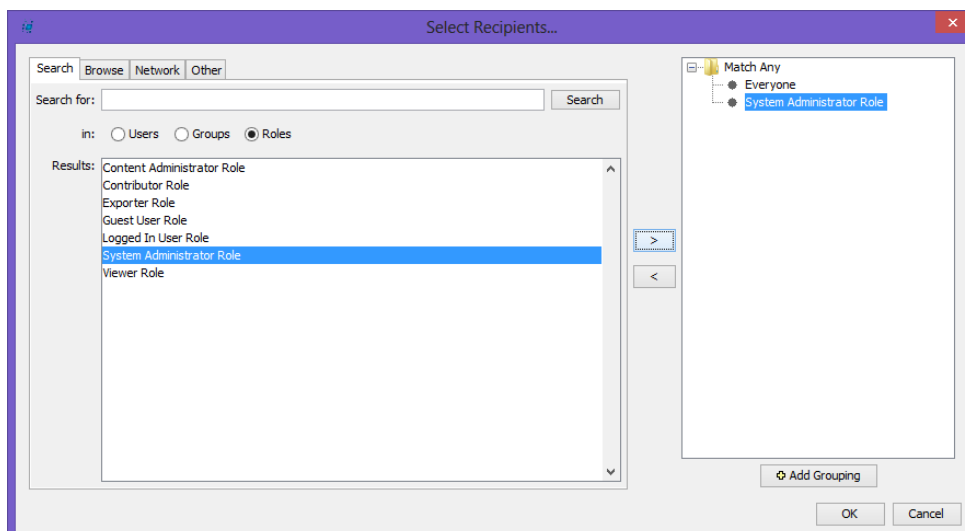 Select Recipients...
Search Browse Network Other
Search for: Search
in: Users Groups Roles
Results:
Content Administrator Role
Contributor Role
Exporter Role
Guest User Role
Logged In User Role
System Administrator Role
Viewer Role
>
<
Match Any
Everyone
System Administrator Role
Add Grouping
OK Cancel